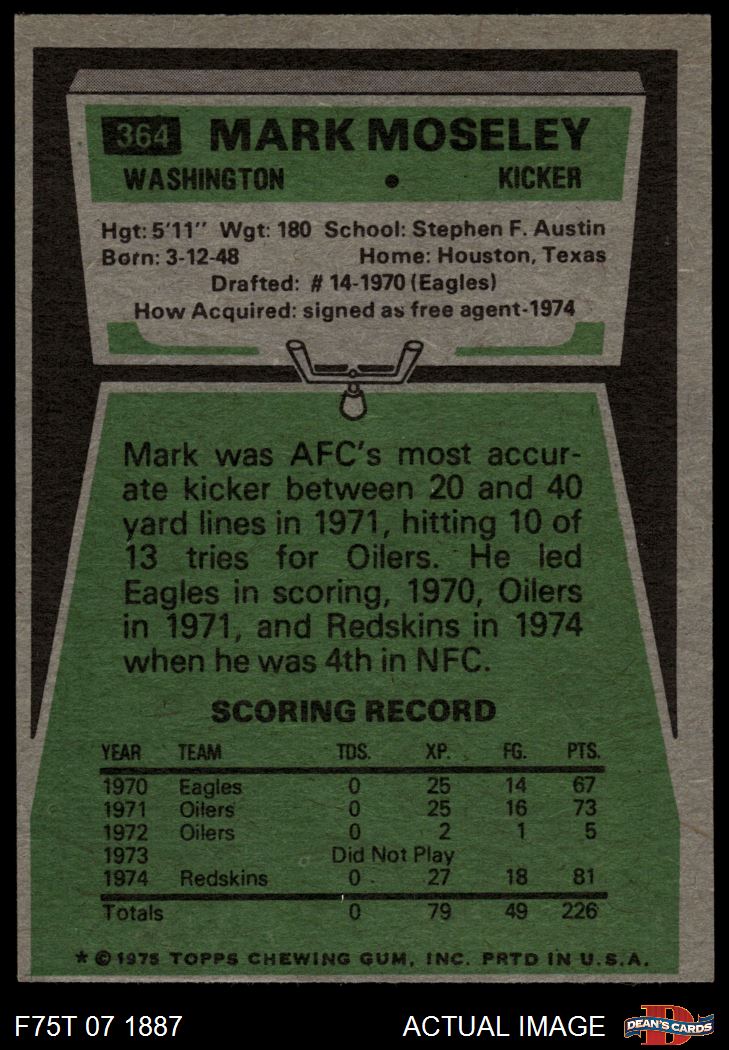 364 MARK MOSELEY
WASHINGTON • KICKER
Hgt: 5'11" Wgt: 180 School: Stephen F. Austin
Born: 3-12-48 Home: Houston, Texas
Drafted: # 14-1970 (Eagles)
How Acquired: signed as free agent-1974
Mark was AFC's most accur-
ate kicker between 20 and 40
yard lines in 1971, hitting 10 of
13 tries for Oilers. He led
Eagles in scoring, 1970, Oilers
in 1971, and Redskins in 1974
when he was 4th in NFC.
SCORING RECORD
YEAR TEAM TDS. XP. FG. PTS.
1970 Eagles 0 25 14 67
1971 Oilers 0 25 16 73
1972 Oilers 0 2 1 5
1973 Did Not Play
1974 Redskins 0 27 18 81
Totals 0 79 49 226
* © 1975 TOPPS CHEWING GUM, INC. PRTD IN U.S.A.
F75T 07 1887 ACTUAL IMAGE D DEAN'S CARDS